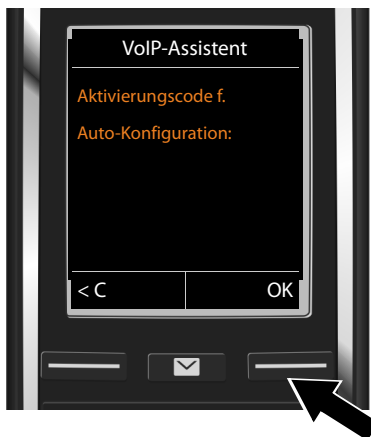 VoIP-Assistent
Aktivierungscode f.
Auto-Konfiguration:
< C OK